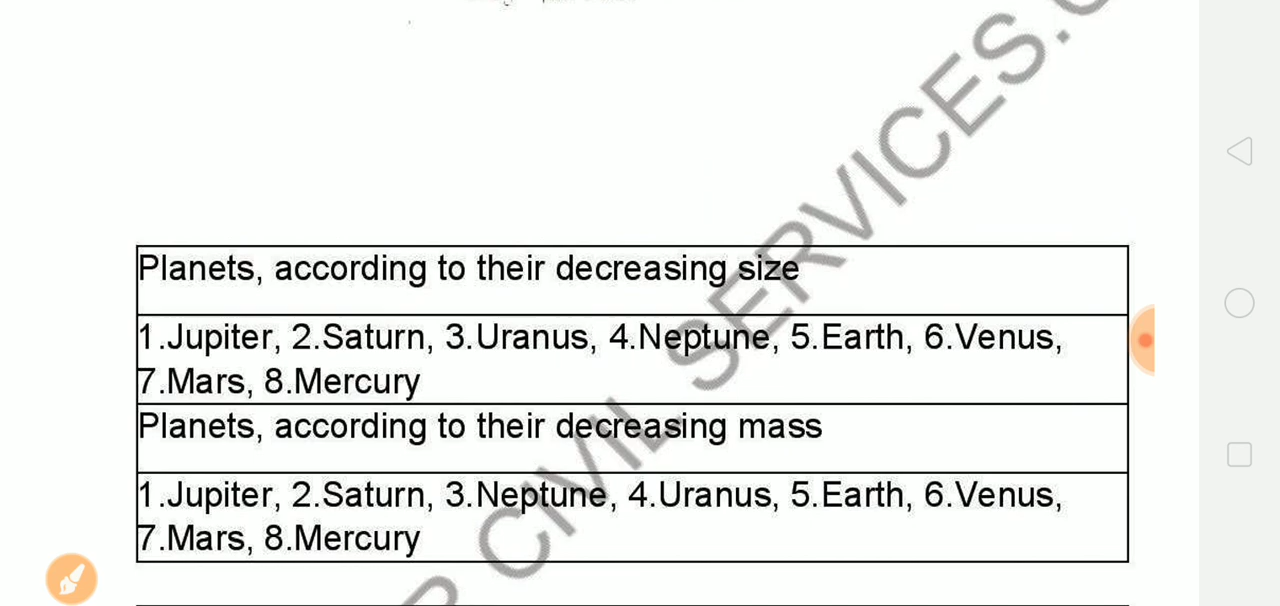 Planets, according to their decreasing size
1.Jupiter, 2.Saturn, 3.Uranus, 4.Neptune, 5.Earth, 6.Venus,
7.Mars, 8.Mercury
Planets, according to their decreasing mass
1.Jupiter, 2.Saturn, 3.Neptune, 4.Uranus, 5.Earth, 6.Venus,
7.Mars, 8.Mercury
CIVIL SERVICES.